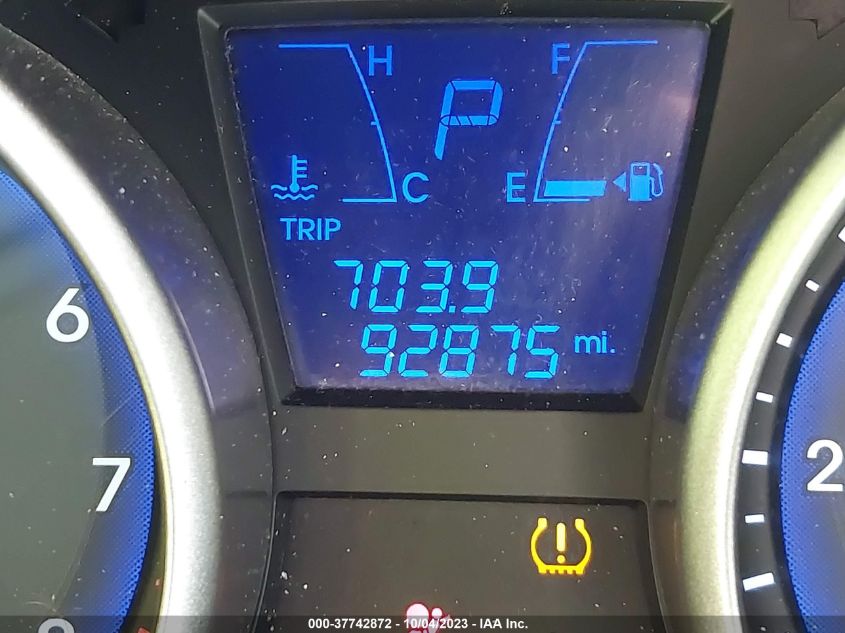 H F
P
C E
TRIP
703.9
92875 mi.
6
7
2
000-37742872 - 10/04/2023 - IAA Inc.